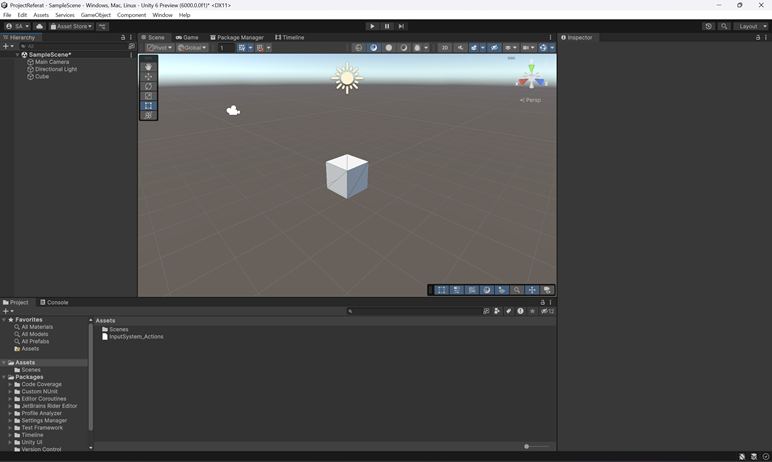 ProjectReferat - SampleScene - Windows, Mac, Linux - Unity 6 Preview (6000.0.0f1)* <DX11>
File Edit Assets Services GameObject Component Window Help
SA Asset Store Layout
Hierarchy Scene Game Package Manager Timeline Inspector
All Pivot Global 1 2D
SampleScene*
Main Camera
Directional Light
Cube
x
Persp
Project Console
12
Favorites
All Materials
All Models
All Prefabs
Assets
Assets
Scenes
Packages
Code Coverage
Custom NUnit
Editor Coroutines
JetBrains Rider Editor
Profile Analyzer
Settings Manager
Test Framework
Timeline
Unity UI
Version Control
Assets
Scenes
InputSystem_Actions